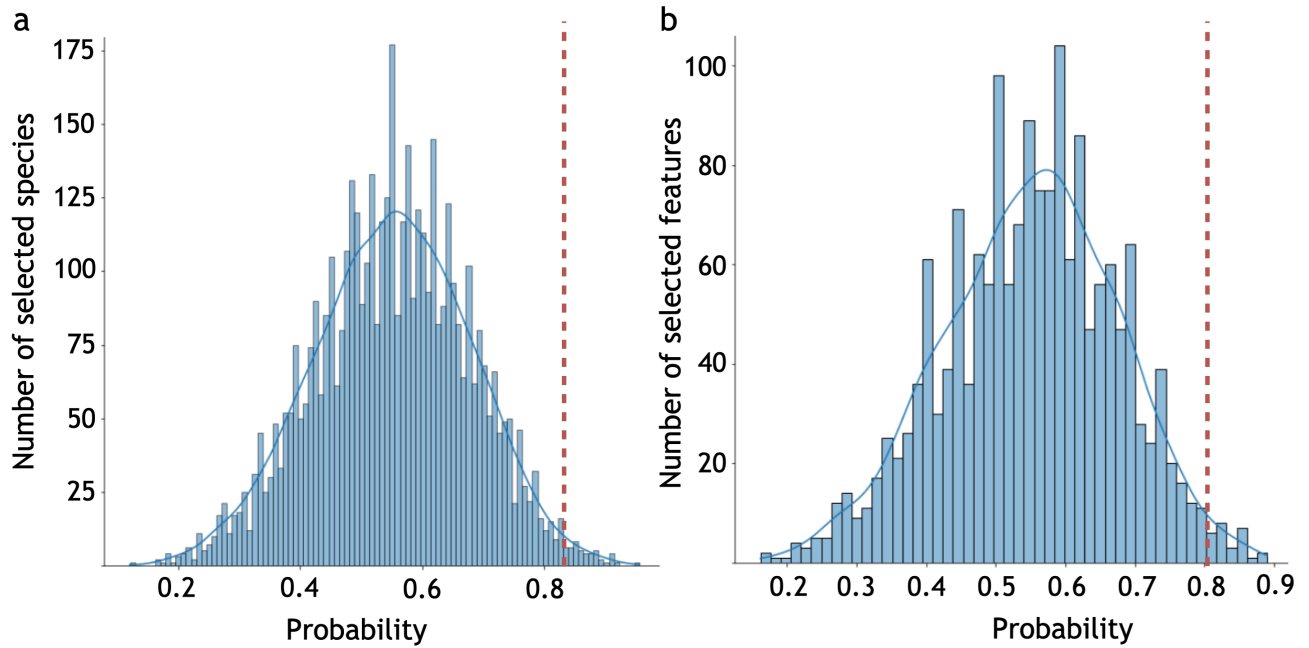 a
Number of selected species
175
150
125
100
75
50
25
0.2 0.4 0.6 0.8
Probability
b
Number of selected features
100
80
60
40
20
0.2 0.3 0.4 0.5 0.6 0.7 0.8 0.9
Probability